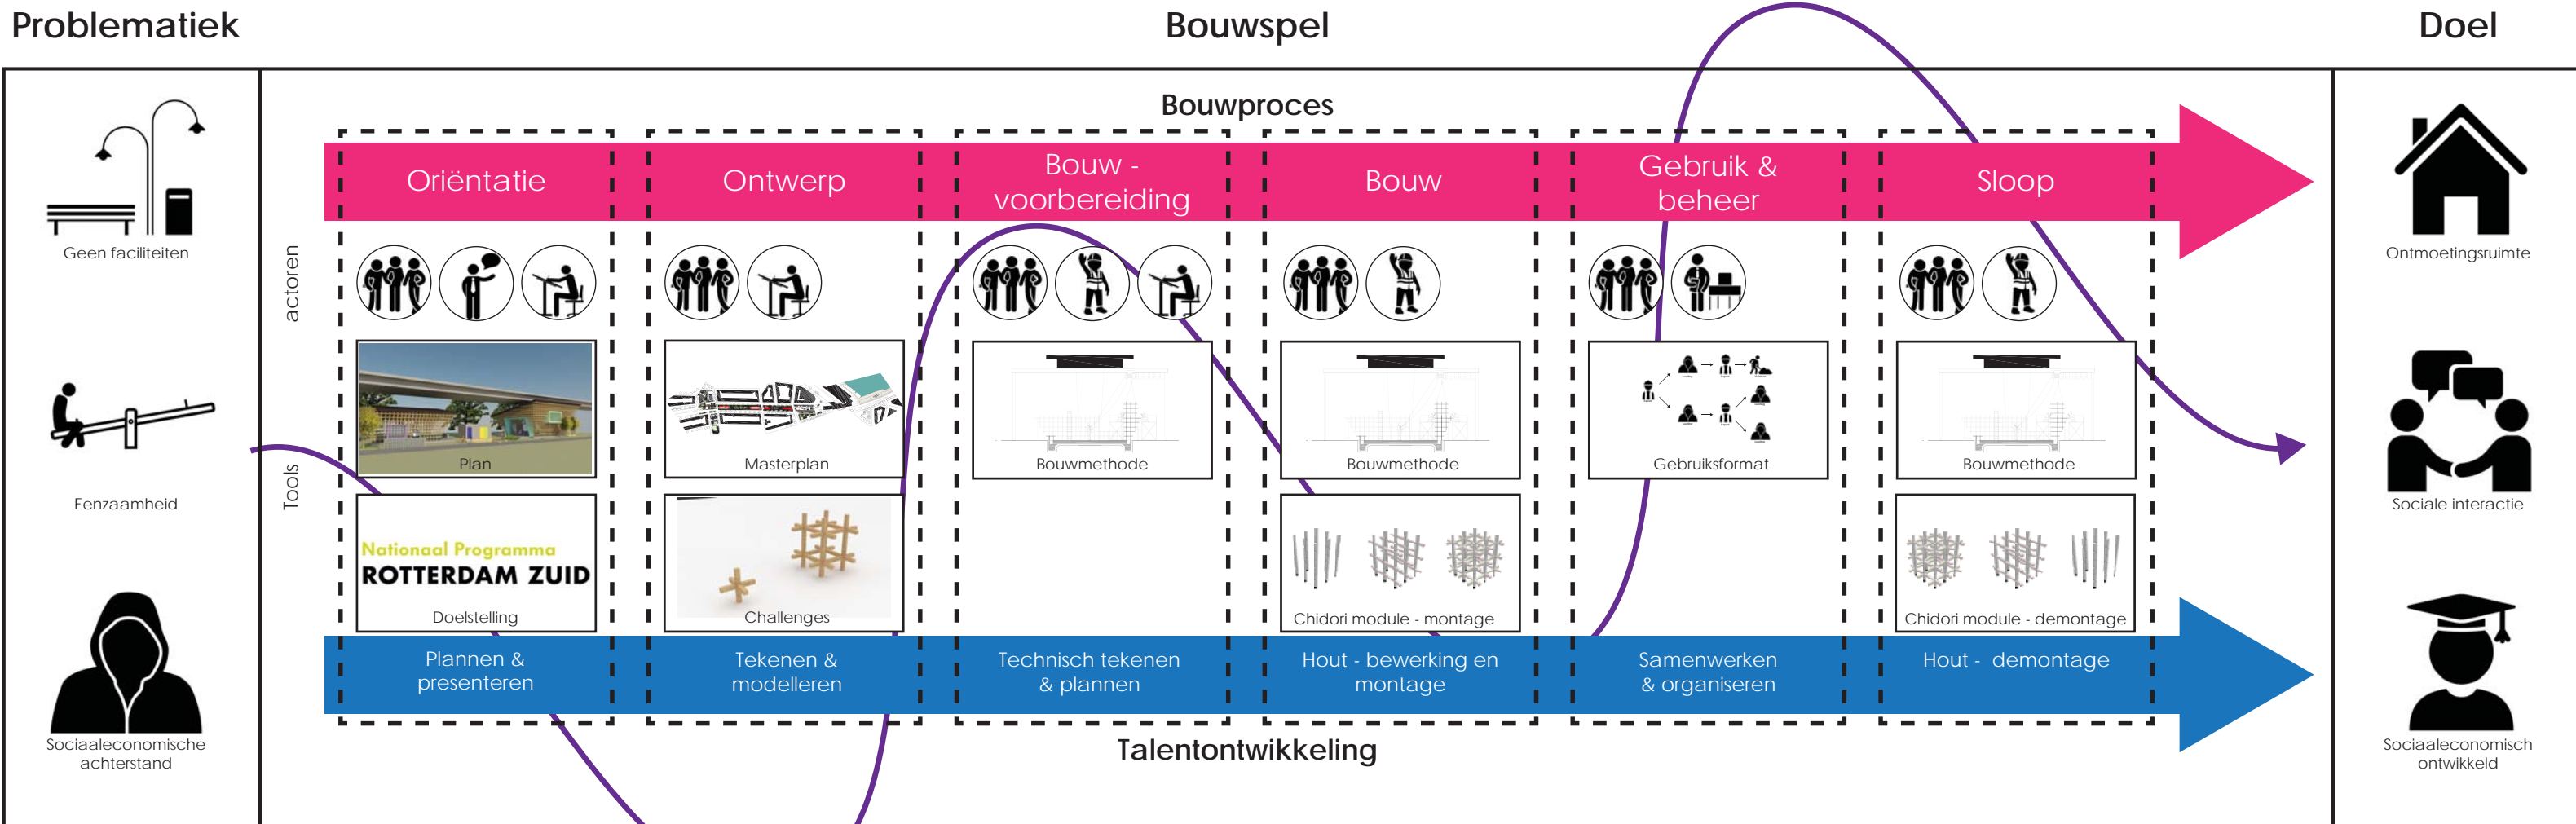 Problematiek
Bouwspel
Doel
Geen faciliteiten
Eenzaamheid
Sociaaleconomische
achterstand
Bouwproces
actoren
Tools
Oriëntatie
Ontwerp
Bouw -
voorbereiding
Bouw
Gebruik &
beheer
Sloop
Plan
Masterplan
Bouwmethode
Bouwmethode
Gebruiksformat
Bouwmethode
Nationaal Programma
ROTTERDAM ZUID
Doelstelling
Challenges
Chidori module - montage
Chidori module - demontage
Plannen &
presenteren
Tekenen &
modelleren
Technisch tekenen
& plannen
Hout - bewerking en
montage
Samenwerken
& organiseren
Hout - demontage
Talentontwikkeling
Ontmoetingsruimte
Sociale interactie
Sociaaleconomisch
ontwikkeld